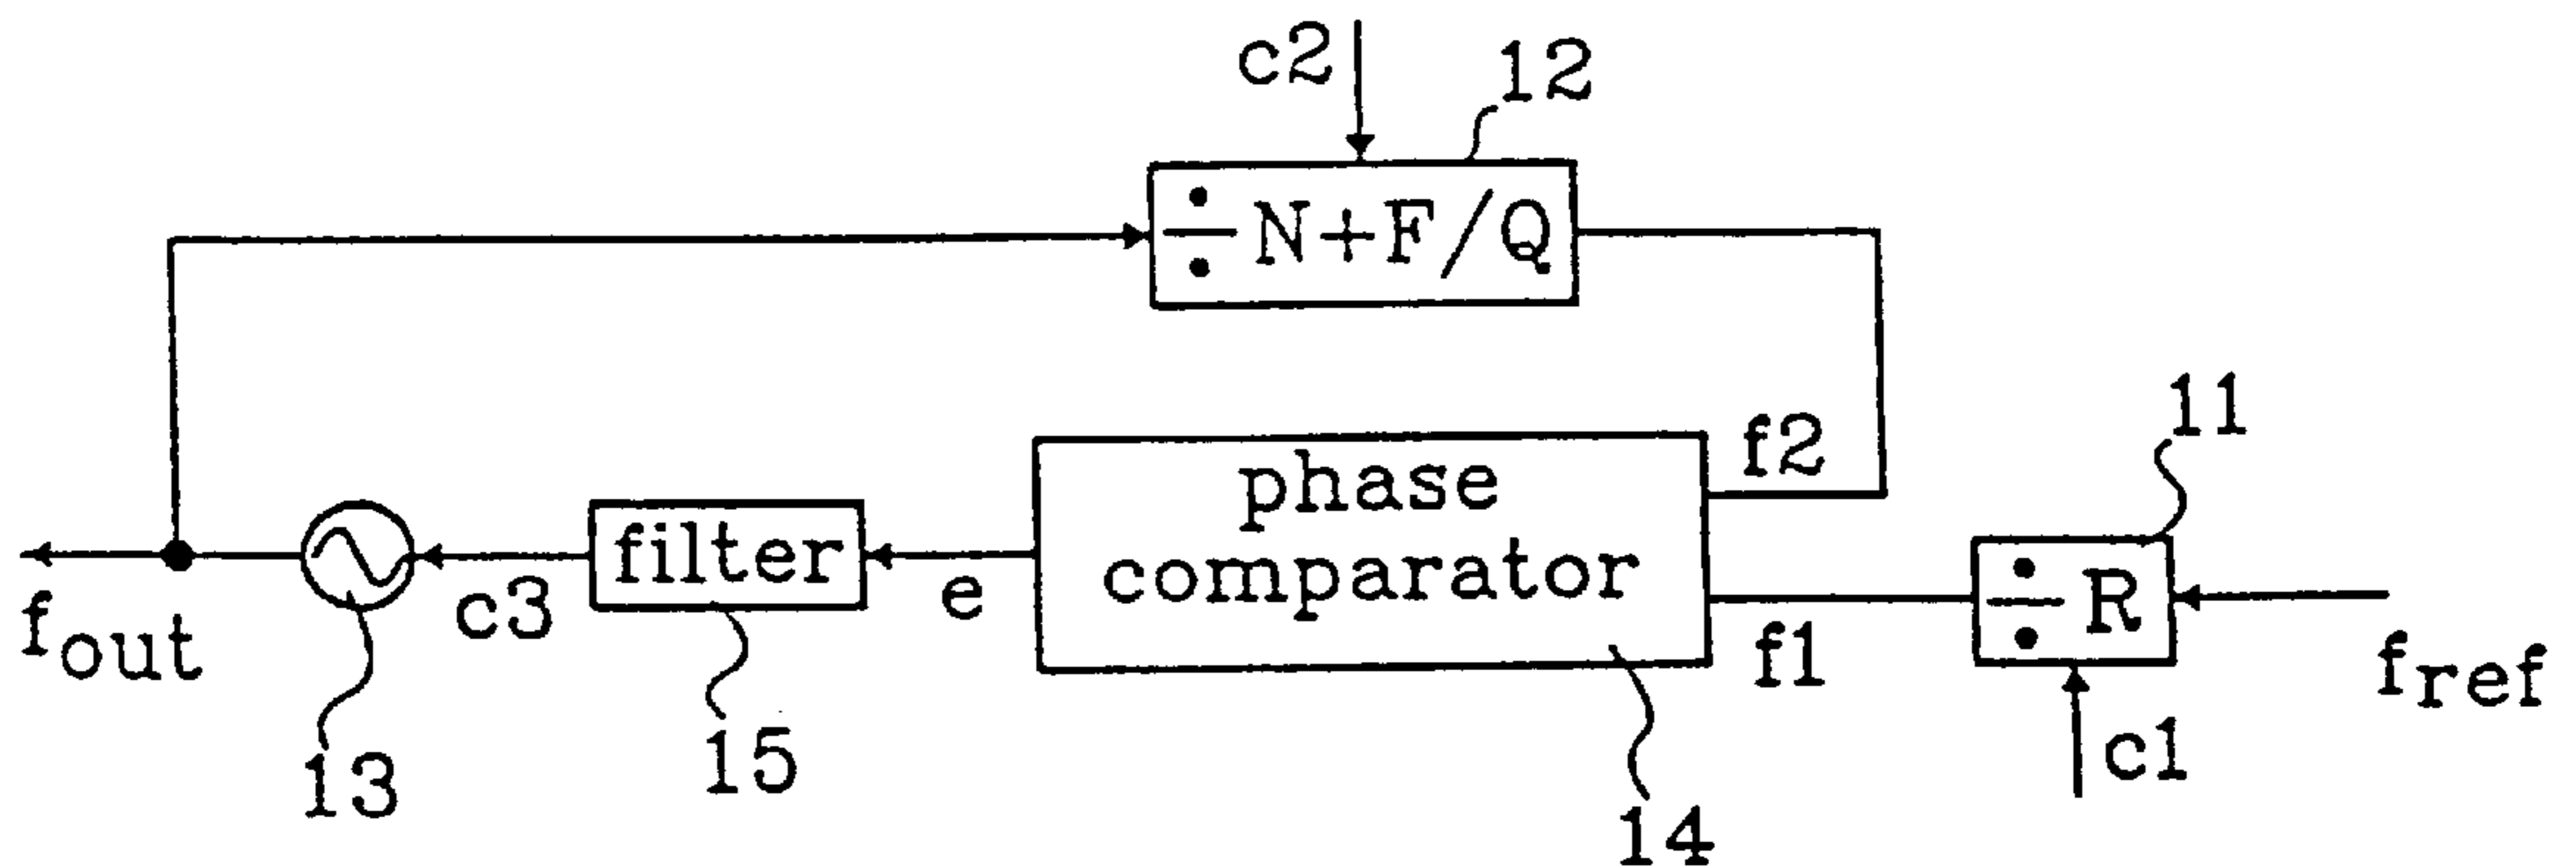 c2
12
÷ N+F/Q
11
f2
phase
comparator
filter
÷ R
e
c3
f1
fout
fref
c1
13
15
14